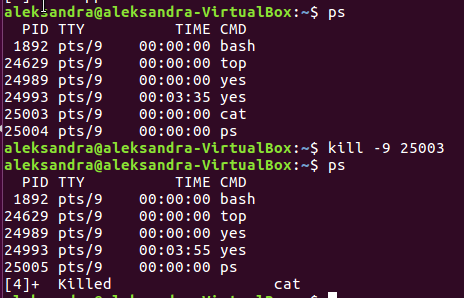 aleksandra@aleksandra-VirtualBox:~$ ps
  PID TTY          TIME CMD
 1892 pts/9    00:00:00 bash
24629 pts/9    00:00:00 top
24989 pts/9    00:00:00 yes
24993 pts/9    00:03:35 yes
25003 pts/9    00:00:00 cat
25004 pts/9    00:00:00 ps
aleksandra@aleksandra-VirtualBox:~$ kill -9 25003
aleksandra@aleksandra-VirtualBox:~$ ps
  PID TTY          TIME CMD
 1892 pts/9    00:00:00 bash
24629 pts/9    00:00:00 top
24989 pts/9    00:00:00 yes
24993 pts/9    00:03:55 yes
25005 pts/9    00:00:00 ps
[4]+  Killed                  cat
aleksandra@aleksandra-VirtualBox:~$